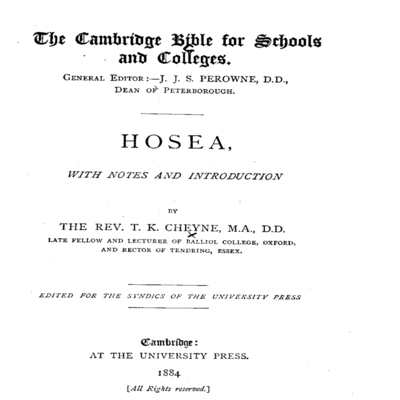 The Cambridge Bible for Schools
and Colleges.
GENERAL EDITOR:—J. J. S. PEROWNE, D.D.,
DEAN OF PETERBOROUGH.
HOSEA,
WITH NOTES AND INTRODUCTION
BY
THE REV. T. K. CHEYNE, M.A., D.D.
LATE FELLOW AND LECTURER OF BALLIOL COLLEGE, OXFORD,
AND RECTOR OF TENDRING, ESSEX.
EDITED FOR THE SYNDICS OF THE UNIVERSITY PRESS
Cambridge:
AT THE UNIVERSITY PRESS.
1884
[All Rights reserved.]